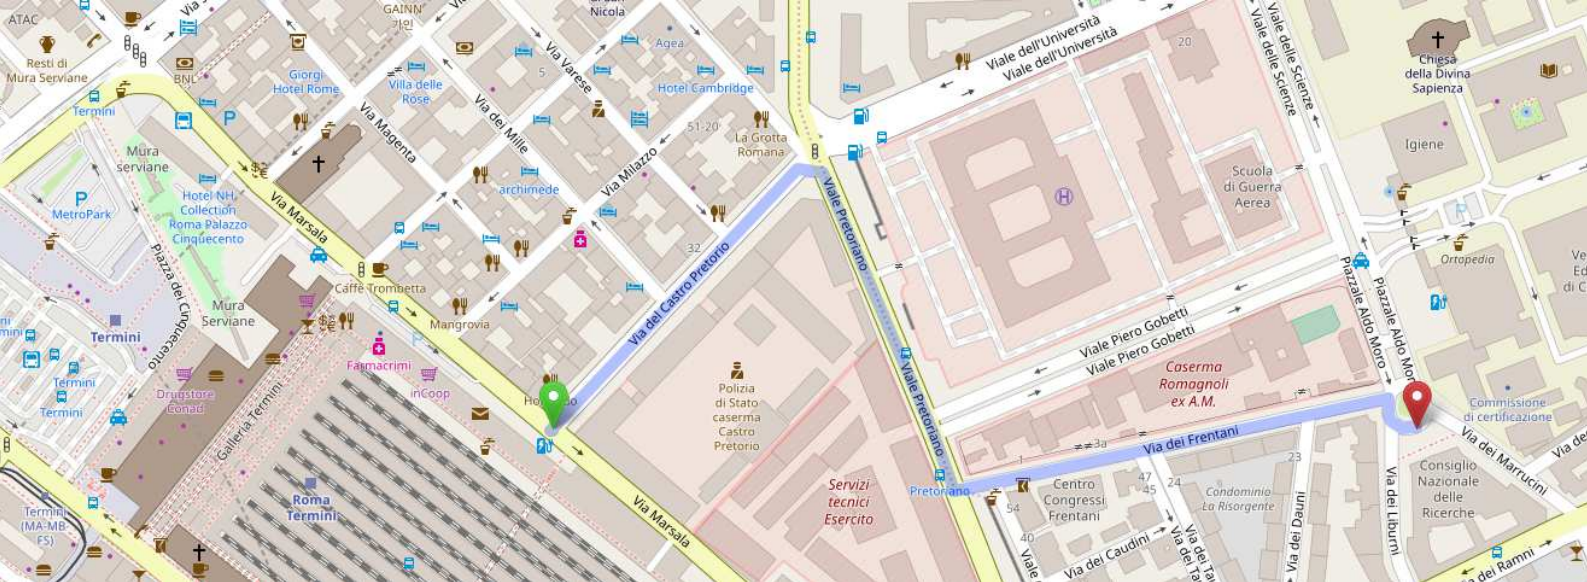 ATAC
GAINN
가인
Nicola
Agea
Resti di
Mura Serviane
BNL
Giorgi
Hotel Rome
5
Via Varese
Villa delle
Rose
Hotel Cambridge
Viale dell'Università
Viale dell'Università
20
Viale delle Scienze
Viale delle Scienze
Chiesa
della Divina
Sapienza
Termini
P
Via Magenta
Via dei Mille
51-20
La Grotta
Romana
Igiene
Mura
serviane
Via Milazzo
archimede
Scuola
di Guerra
Aerea
H
P
MetroPark
Hotel NH
Collection
Roma Palazzo
Cinquecento
Via Marsala
Viale Pretoriano
P
32
Via del Castro Pretorio
Ortopedia
Piazza dei Cinquecento
Caffè Trombetta
Mura
Serviane
Mangrovia
P
Termini
Viale Piero Gobetti
Viale Piero Gobetti
Piazzale Aldo Moro
Piazzale Aldo Mor
Farmacrimi
inCoop
Drugstore
Conad
Termini
Termini
Galleria Termini
Polizia
di Stato
caserma
Castro
Pretorio
Viale Pretoriano
Caserma
Romagnoli
ex A.M.
Commissione
di certificazione
Via dei Frentani
3a
1
23
Via dei Marrucini
Roma
Termini
Via Marsala
Servizi
tecnici
Esercito
Pretoriano
Centro
Congressi
Frentani
47-
45
24
Condominio
La Risorgente
Via dei Dauni
Via dei Liburni
Consiglio
Nazionale
delle
Ricerche
54
40
Termini
(MA-MB-
FS)
Via dei Caudini
dei Ramni